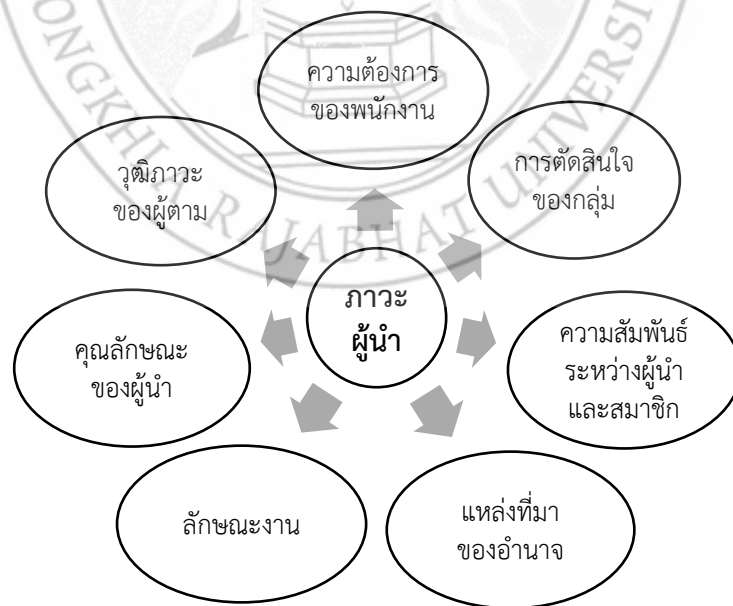 ความต้องการ
ของพนักงาน
การตัดสินใจ
ของกลุ่ม
ความสัมพันธ์
ระหว่างผู้นำ
และสมาชิก
แหล่งที่มา
ของอำนาจ
ลักษณะงาน
คุณลักษณะ
ของผู้นำ
วุฒิภาวะ
ของผู้ตาม
ภาวะ
ผู้นำ
RAJABHAT